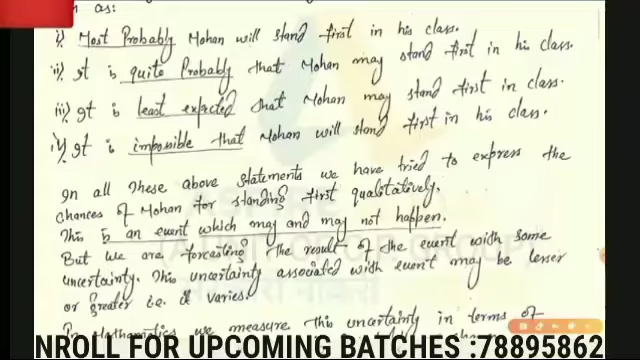 as:
i) Most Probably Mohan will stand first in his class.
ii) It is quite Probably that Mohan may stand first in his class.
iii) It is least expected that Mohan may stand first in class.
iv) It is impossible that Mohan will stand first in his class.
In all these above statements we have tried to express the
chances of Mohan for standing first qualitatively.
This is an event which may and may not happen.
But we are forcasting the result of the event with some
uncertainty. This uncertainty associated with event may be lesser
or greater i.e. it varies.
we measure this uncertainty in terms of
NROLL FOR UPCOMING BATCHES :78895862